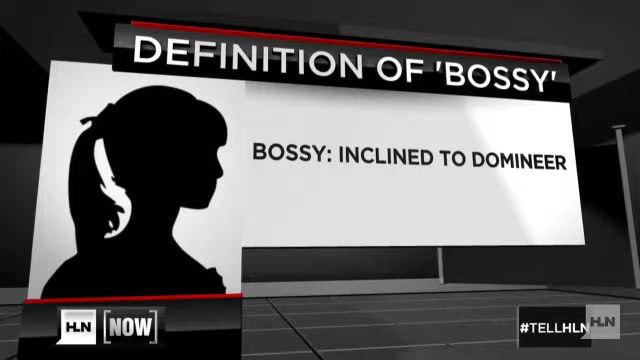 DEFINITION OF 'BOSSY'
BOSSY: INCLINED TO DOMINEER
HLN [NOW]
#TELLHLN
HLN